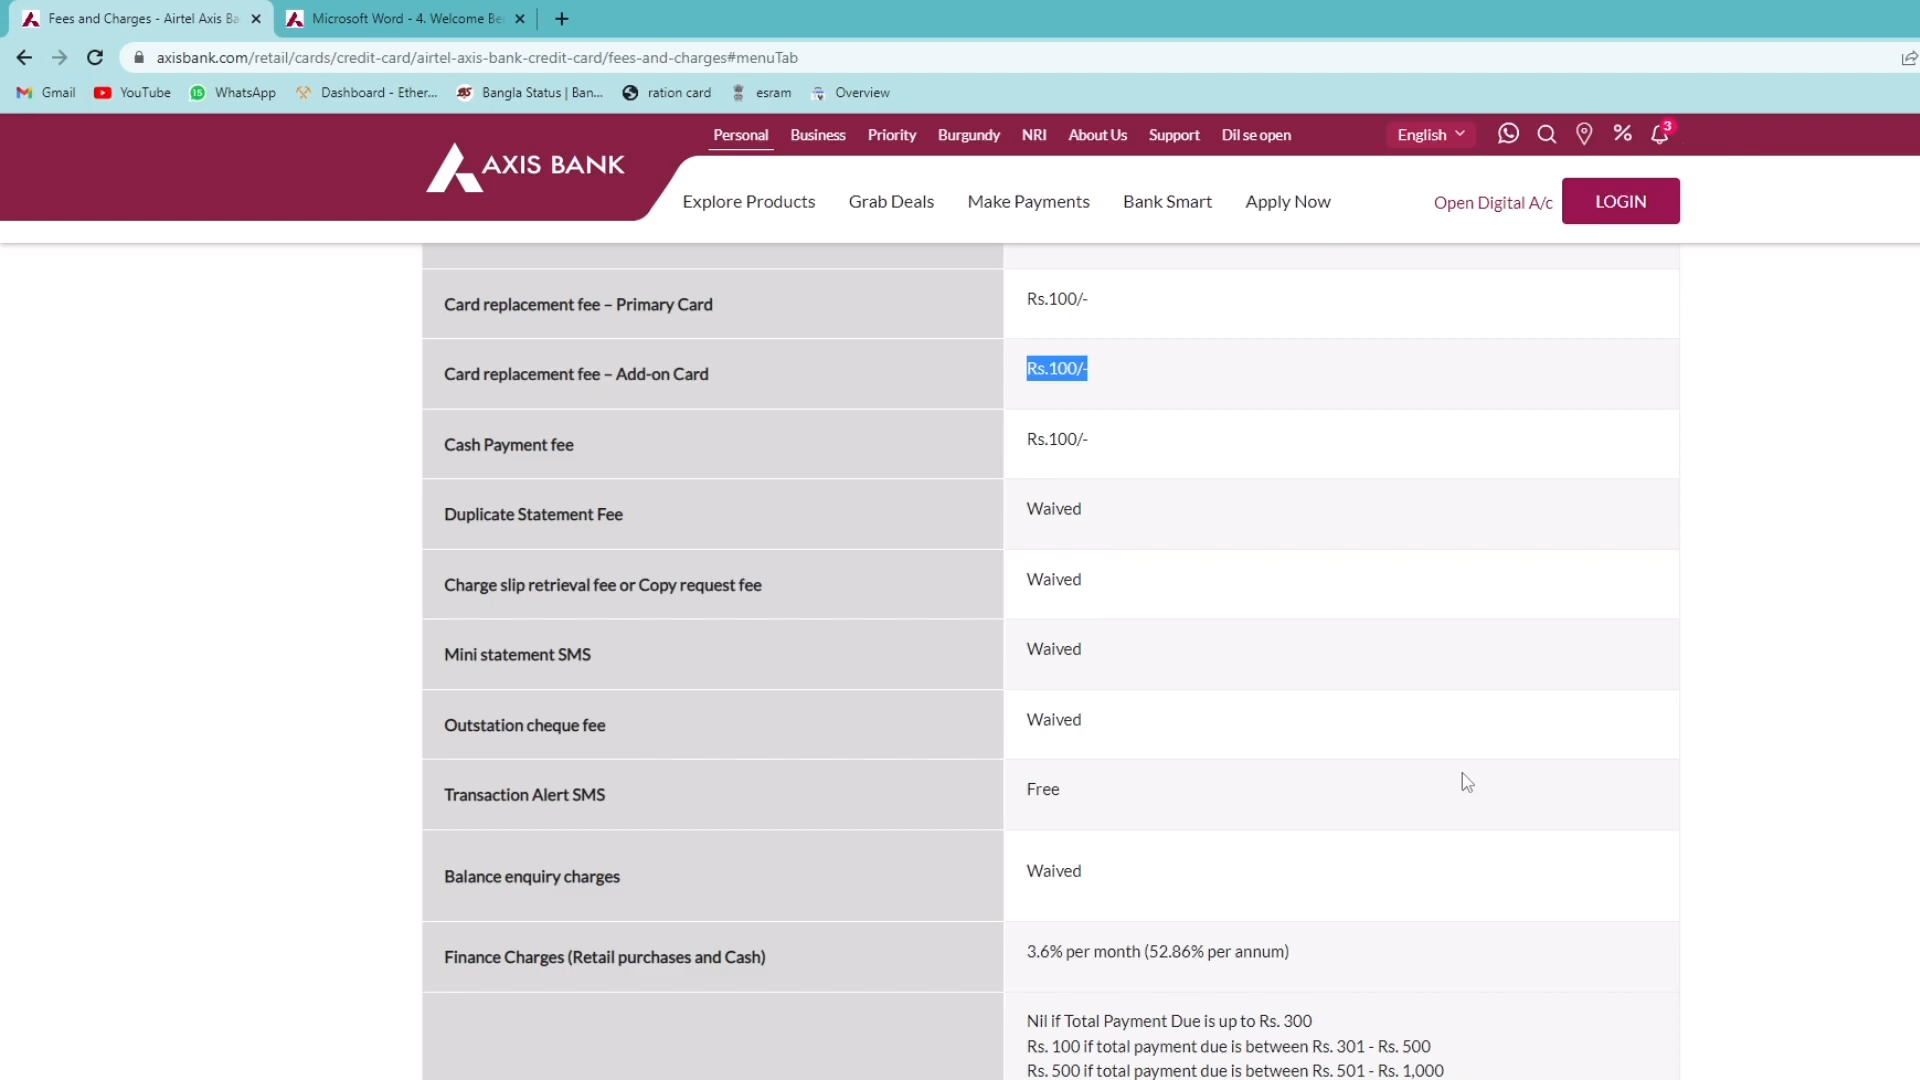 Fees and Charges - Airtel Axis Ba
Microsoft Word - 4. Welcome Be
axisbank.com/retail/cards/credit-card/airtel-axis-bank-credit-card/fees-and-charges#menuTab
Gmail YouTube WhatsApp Dashboard - Ether... Bangla Status | Ban... ration card esram Overview
Personal Business Priority Burgundy NRI About Us Support Dil se open English 3
AXIS BANK
Explore Products Grab Deals Make Payments Bank Smart Apply Now Open Digital A/c LOGIN
Card replacement fee – Primary Card Rs.100/-
Card replacement fee – Add-on Card Rs.100/-
Cash Payment fee Rs.100/-
Duplicate Statement Fee Waived
Charge slip retrieval fee or Copy request fee Waived
Mini statement SMS Waived
Outstation cheque fee Waived
Transaction Alert SMS Free
Balance enquiry charges Waived
Finance Charges (Retail purchases and Cash) 3.6% per month (52.86% per annum)
Nil if Total Payment Due is up to Rs. 300
Rs. 100 if total payment due is between Rs. 301 - Rs. 500
Rs. 500 if total payment due is between Rs. 501 - Rs. 1,000